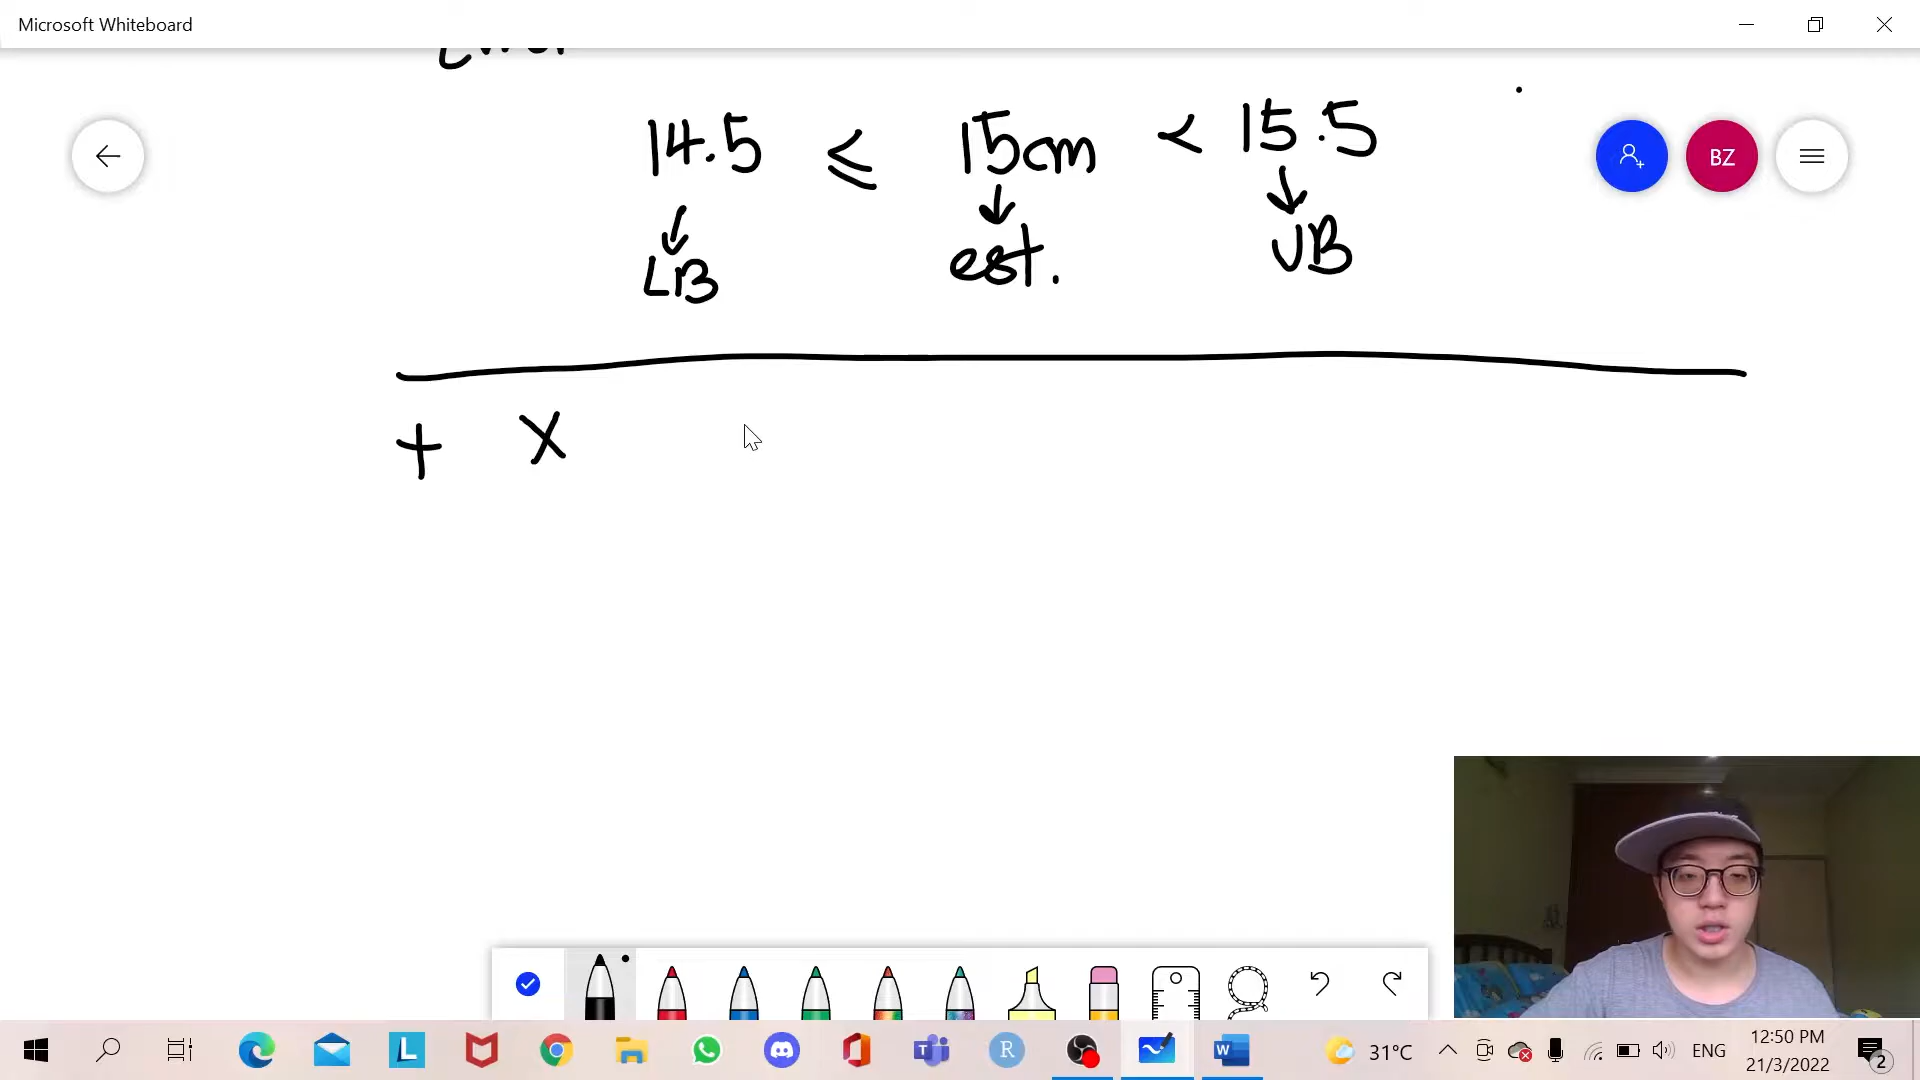 Microsoft Whiteboard
14.5 ⩽ 15cm < 15.5
LB est. UB
+ X
BZ
31°C ENG 12:50 PM
21/3/2022
2